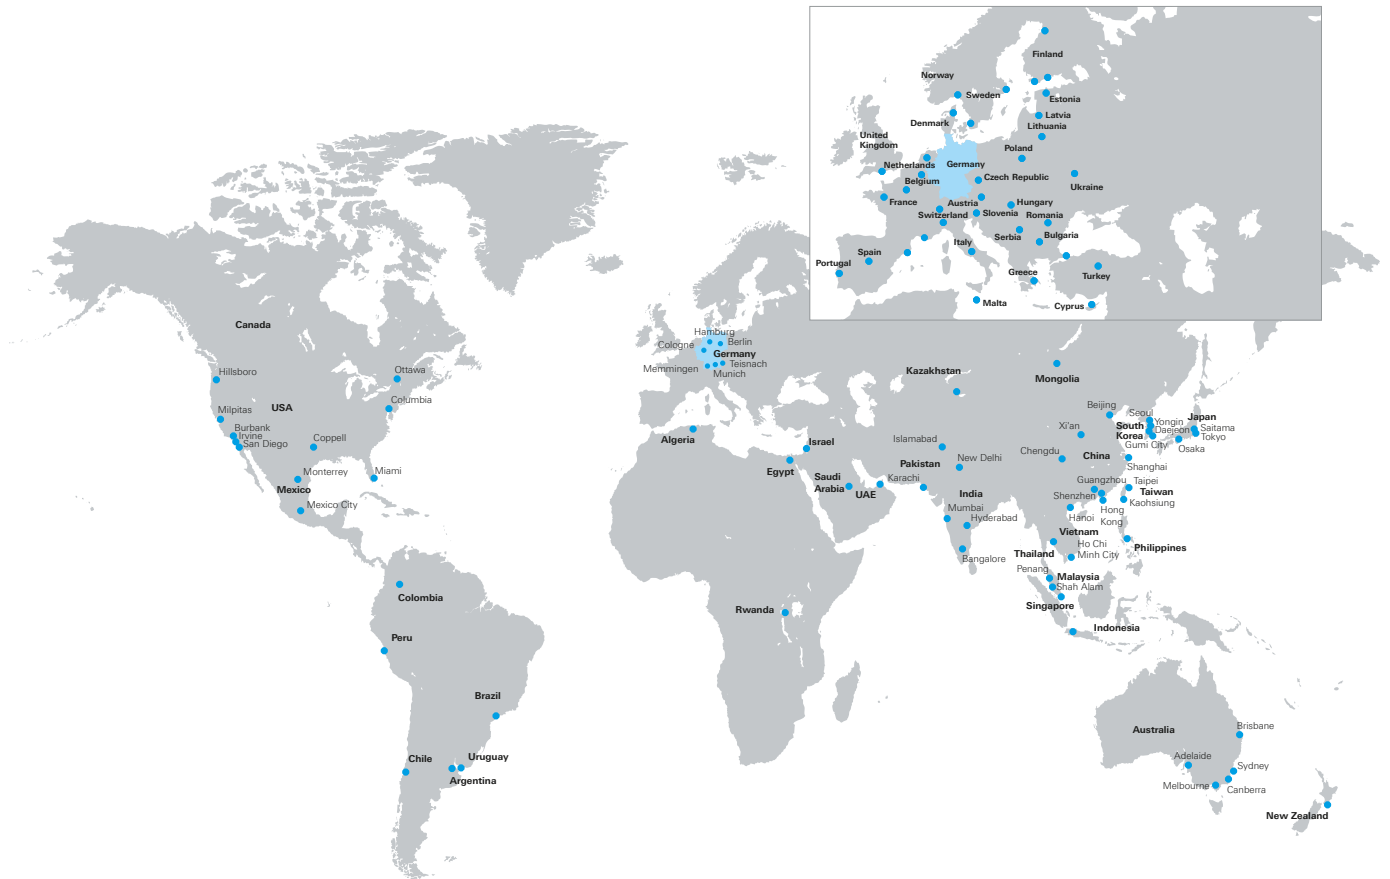 Finland
Norway
Sweden
Estonia
Latvia
Denmark
Lithuania
United
Kingdom
Poland
Netherlands
Germany
Belgium
Czech Republic
Ukraine
France
Austria
Hungary
Switzerland
Slovenia
Romania
Serbia
Bulgaria
Italy
Spain
Portugal
Greece
Turkey
Malta
Cyprus
Canada
Hillsboro
Ottawa
USA
Columbia
Milpitas
Burbank
Irvine
San Diego
Coppell
Monterrey
Miami
Mexico
Mexico City
Colombia
Peru
Brazil
Chile
Uruguay
Argentina
Hamburg
Cologne
Berlin
Germany
Memmingen
Teisnach
Munich
Algeria
Israel
Egypt
Saudi
Arabia
UAE
Rwanda
Kazakhstan
Mongolia
Islamabad
Pakistan
New Delhi
Karachi
India
Mumbai
Hyderabad
Bangalore
Beijing
Seoul
Yongin
Japan
Xi'an
South
Korea
Daejeon
Saitama
Tokyo
Gumi City
Osaka
Chengdu
China
Shanghai
Guangzhou
Taipei
Shenzhen
Taiwan
Kaohsiung
Hong
Kong
Hanoi
Vietnam
Ho Chi
Minh City
Thailand
Philippines
Penang
Malaysia
Shah Alam
Singapore
Indonesia
Australia
Brisbane
Adelaide
Sydney
Melbourne
Canberra
New Zealand